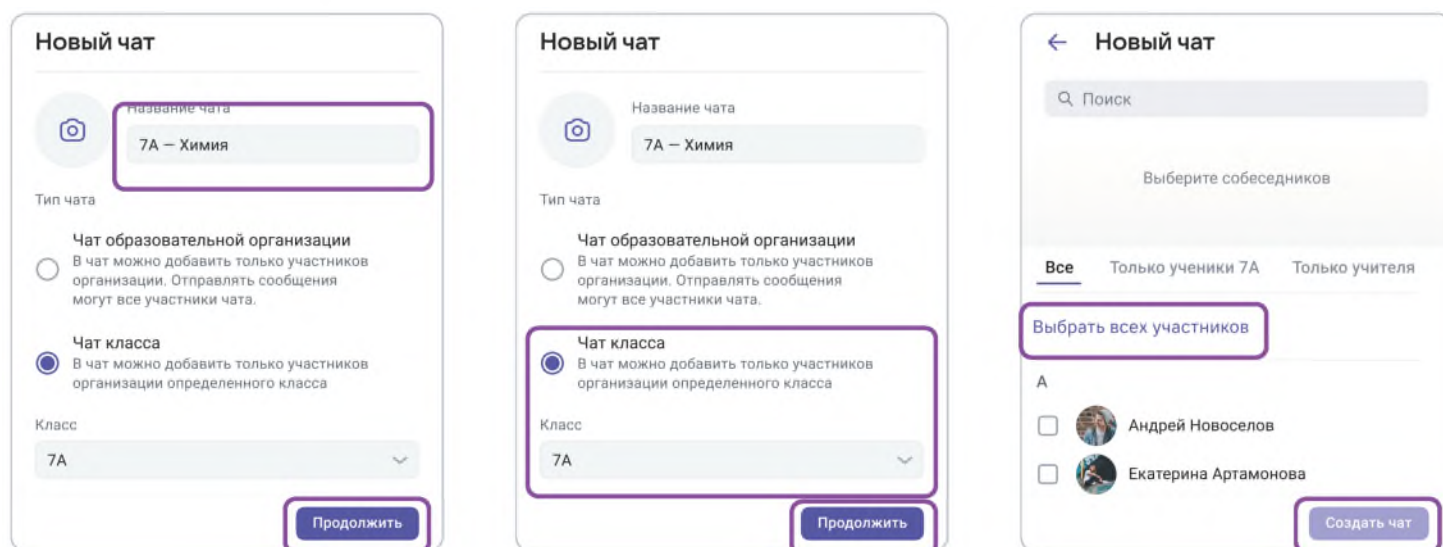 Новый чат
Название чата
7А — Химия
Тип чата
Чат образовательной организации
В чат можно добавить только участников
организации. Отправлять сообщения
могут все участники чата.
Чат класса
В чат можно добавить только участников
организации определенного класса
Класс
7А
Продолжить
Новый чат
Название чата
7А — Химия
Тип чата
Чат образовательной организации
В чат можно добавить только участников
организации. Отправлять сообщения
могут все участники чата.
Чат класса
В чат можно добавить только участников
организации определенного класса
Класс
7А
Продолжить
Новый чат
Поиск
Выберите собеседников
Все Только ученики 7А Только учителя
Выбрать всех участников
А
Андрей Новоселов
Екатерина Артамонова
Создать чат